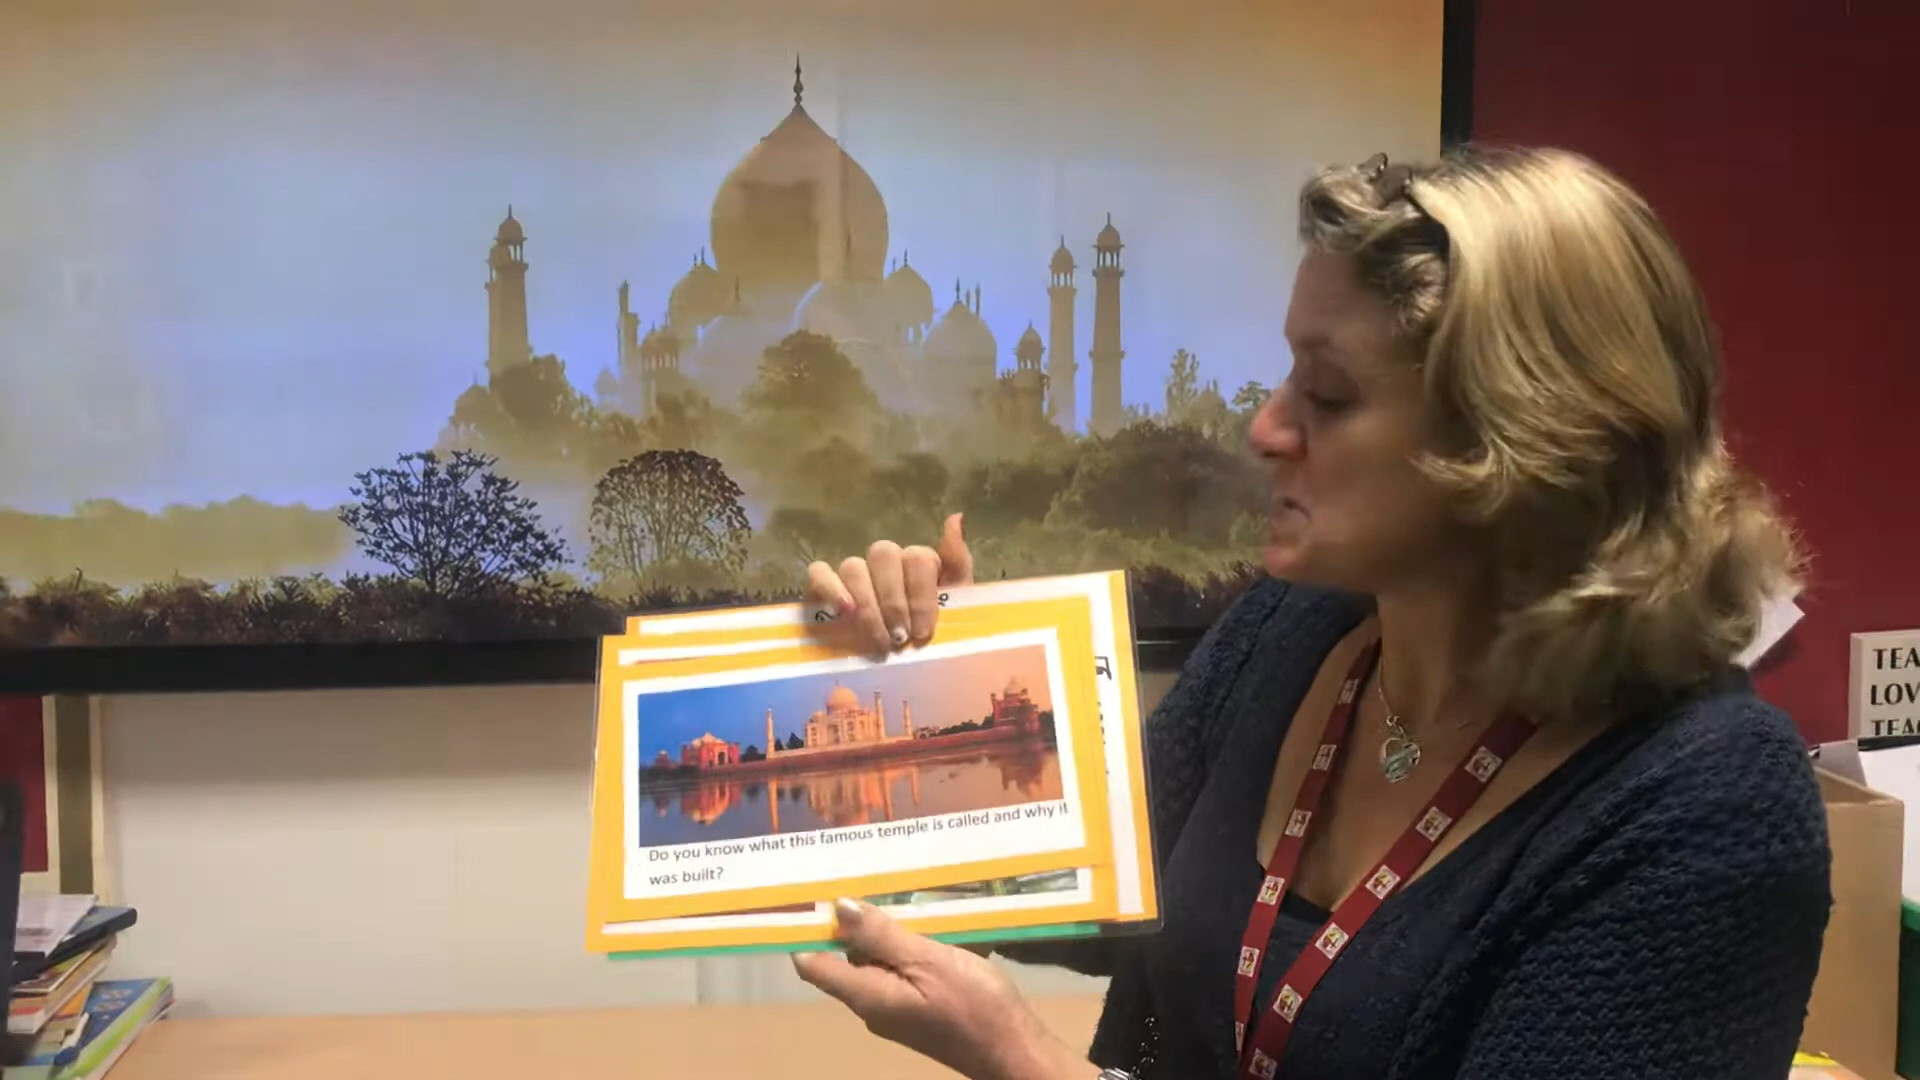 Do you know what this famous temple is called and why it
was built?
TEA
LOV
TEA